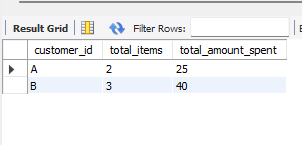 Result Grid Filter Rows:
customer_id total_items total_amount_spent
A 2 25
B 3 40